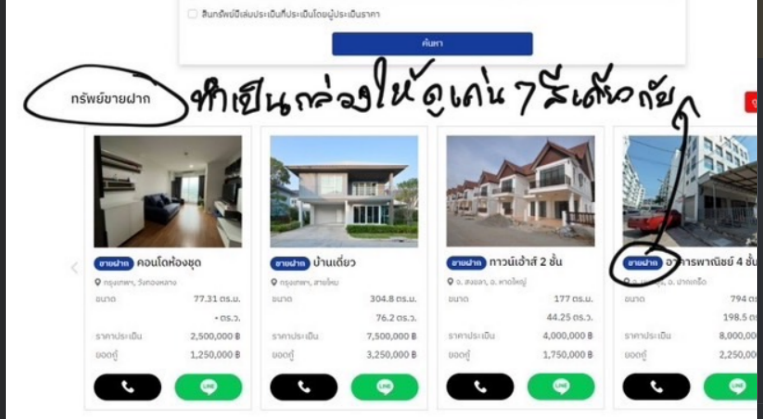 สินทรัพย์มีเล่มประเมินที่ประเมินโดยผู้ประเมินราคา
ค้นหา
ทรัพย์ขายฝาก
ทำเป็นกล่องให้ดูเด่น ๆ สีเดียวกับ
ขายฝาก คอนโดห้องชุด
กรุงเทพฯ, วังทองหลาง
ขนาด 77.31 ตร.ม.
- ตร.ว.
ราคาประเมิน 2,500,000 ฿
ยอดกู้ 1,250,000 ฿
LINE
ขายฝาก บ้านเดี่ยว
กรุงเทพฯ, สายไหม
ขนาด 304.8 ตร.ม.
76.2 ตร.ว.
ราคาประเมิน 7,500,000 ฿
ยอดกู้ 3,250,000 ฿
LINE
ขายฝาก ทาวน์เฮ้าส์ 2 ชั้น
จ. สงขลา, อ. หาดใหญ่
ขนาด 177 ตร.ม.
44.25 ตร.ว.
ราคาประเมิน 4,000,000 ฿
ยอดกู้ 1,750,000 ฿
LINE
ขายฝาก อาคารพาณิชย์ 4 ชั้น
อ. ปากเกร็ด
ขนาด 794 ตร
198.5 ตร
ราคาประเมิน 8,000,000
ยอดกู้ 2,250,00
LINE